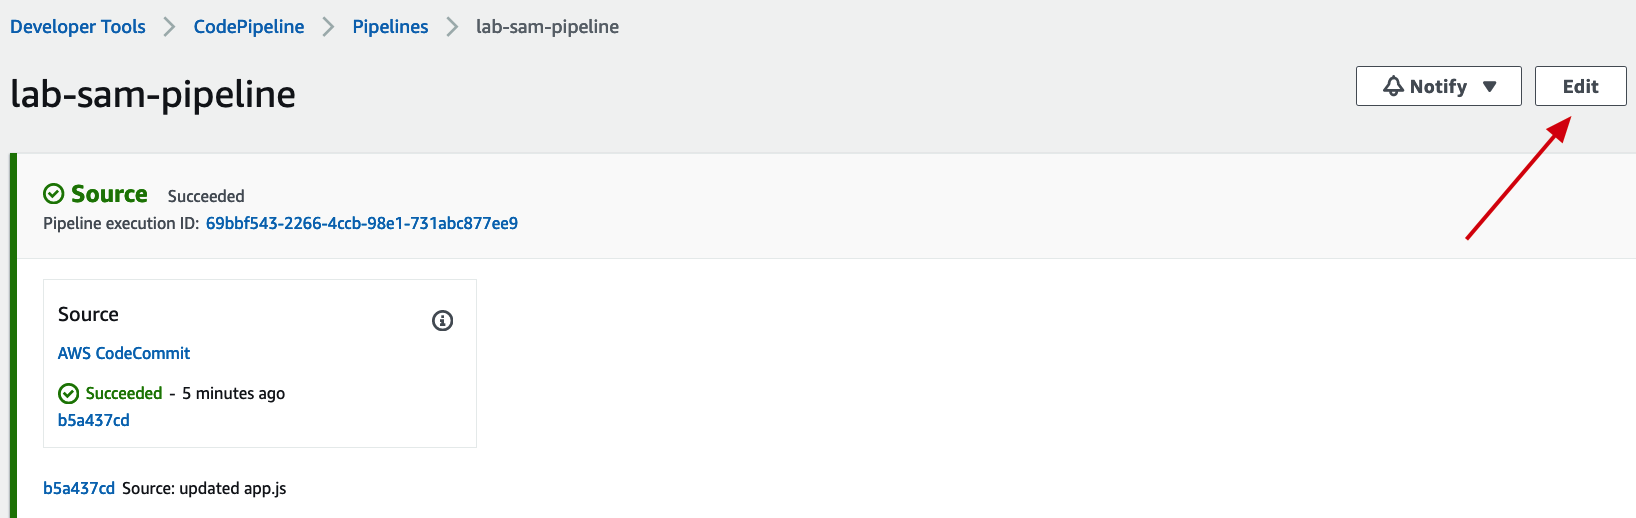 Developer Tools > CodePipeline > Pipelines > lab-sam-pipeline
lab-sam-pipeline
Notify ▼ Edit
Source Succeeded
Pipeline execution ID: 69bbf543-2266-4ccb-98e1-731abc877ee9
Source
AWS CodeCommit
Succeeded - 5 minutes ago
b5a437cd
b5a437cd Source: updated app.js